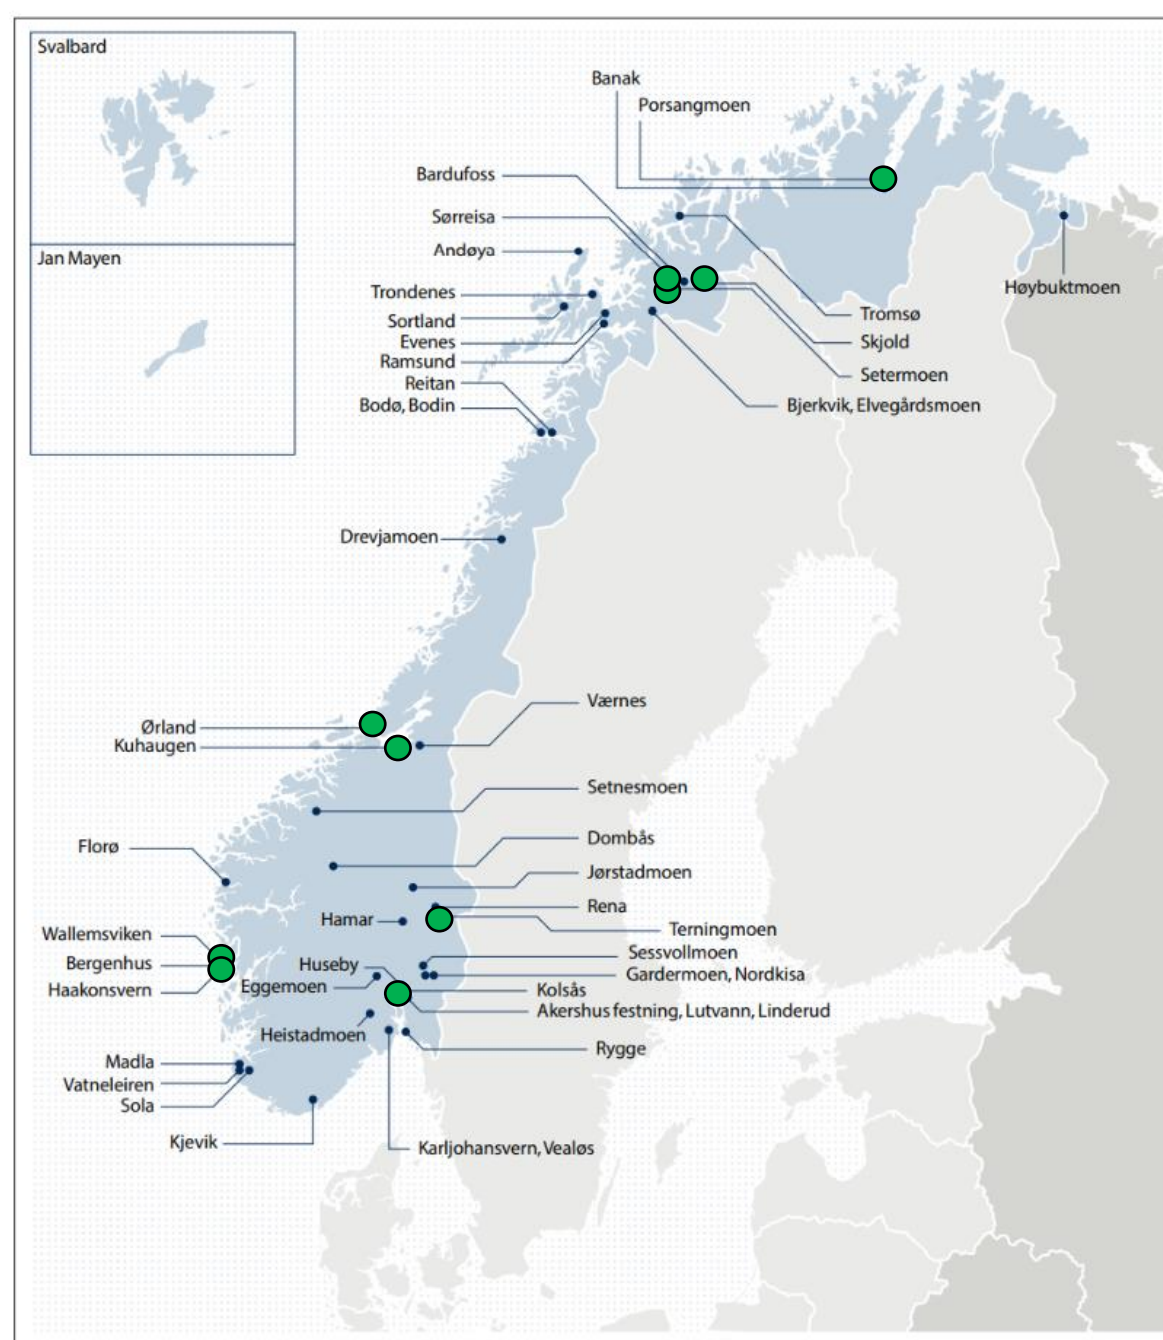 Svalbard
Jan Mayen
Banak
Porsangmoen
Bardufoss
Sørreisa
Andøya
Trondenes
Sortland
Evenes
Ramsund
Reitan
Bodø, Bodin
Høybuktmoen
Tromsø
Skjold
Setermoen
Bjerkvik, Elvegårdsmoen
Drevjamoen
Værnes
Ørland
Kuhaugen
Setnesmoen
Dombås
Florø
Jørstadmoen
Rena
Hamar
Terningmoen
Wallemsviken
Bergenhus
Haakonsvern
Sessvollmoen
Huseby
Gardermoen, Nordkisa
Eggemoen
Kolsås
Akershus festning, Lutvann, Linderud
Heistadmoen
Rygge
Madla
Vatneleiren
Sola
Kjevik
Karljohansvern, Vealøs